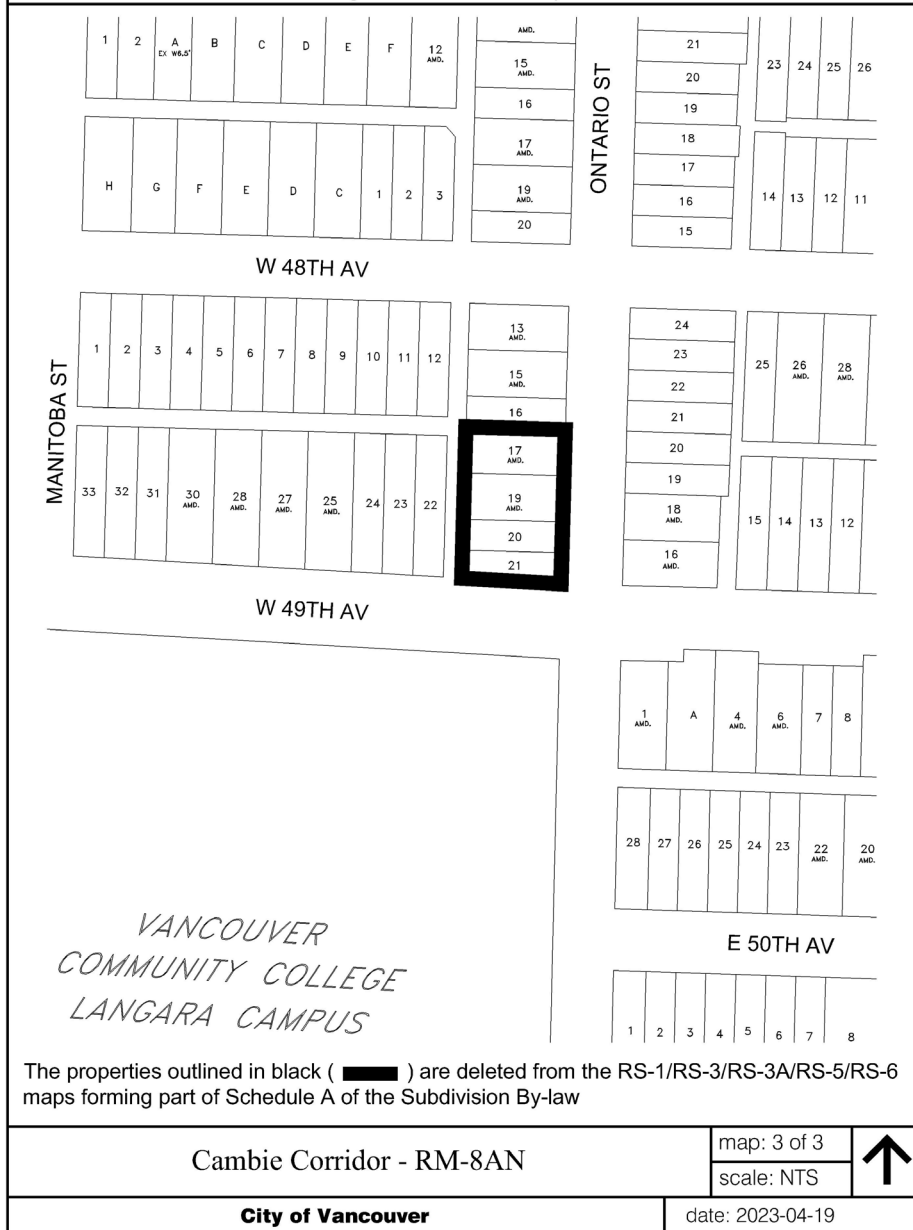 1 2 A B C D E F 12
EX W6.5' AMD.
H G F E D C 1 2 3
AMD.
15
AMD.
16
17
AMD.
19
AMD.
20
ONTARIO ST
21
20
19
18
17
16
15
23 24 25 26
14 13 12 11
W 48TH AV
MANITOBA ST
1 2 3 4 5 6 7 8 9 10 11 12
33 32 31 30 28 27 25 24 23 22
AMD. AMD. AMD. AMD.
13
AMD.
15
AMD.
16
17
AMD.
19
AMD.
20
21
24
23
22
21
20
19
18
AMD.
16
AMD.
25 26 28
AMD. AMD.
15 14 13 12
W 49TH AV
1 A 4 6 7 8
AMD. AMD. AMD.
28 27 26 25 24 23 22 20
AMD. AMD.
VANCOUVER
COMMUNITY COLLEGE
LANGARA CAMPUS
E 50TH AV
1 2 3 4 5 6 7 8
The properties outlined in black ( ) are deleted from the RS-1/RS-3/RS-3A/RS-5/RS-6
maps forming part of Schedule A of the Subdivision By-law
Cambie Corridor - RM-8AN
map: 3 of 3
scale: NTS
City of Vancouver
date: 2023-04-19